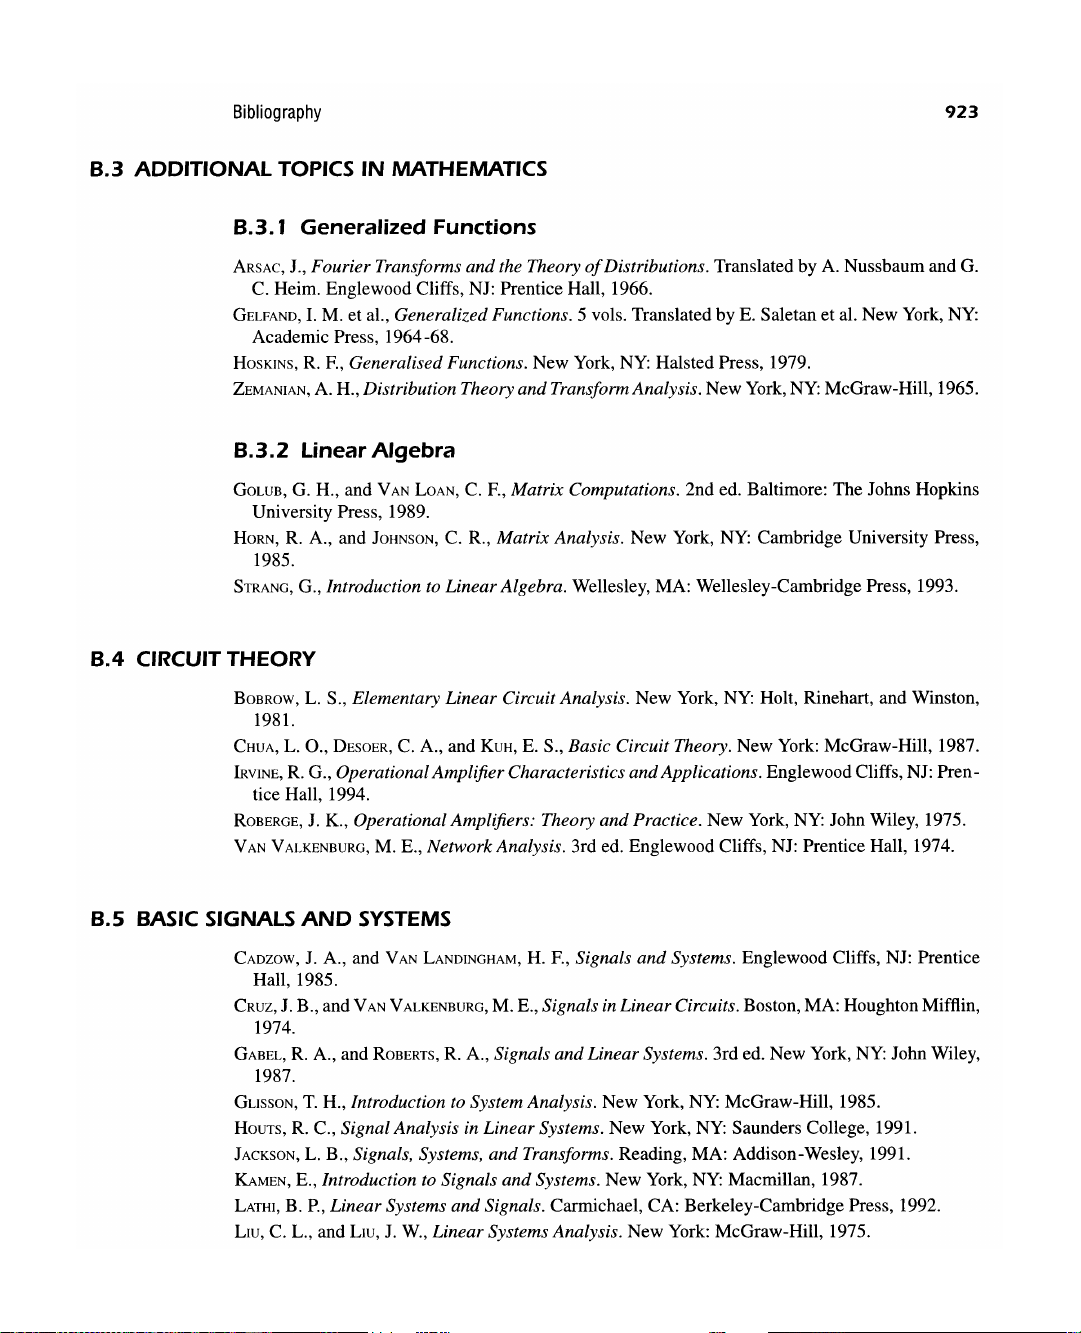 Bibliography 923
B.3 ADDITIONAL TOPICS IN MATHEMATICS
B.3.1 Generalized Functions
ARSAC, J., Fourier Transforms and the Theory of Distributions. Translated by A. Nussbaum and G.
C. Heim. Englewood Cliffs, NJ: Prentice Hall, 1966.
GELFAND, I. M. et al., Generalized Functions. 5 vols. Translated by E. Saletan et al. New York, NY:
Academic Press, 1964-68.
HOSKINS, R. F., Generalised Functions. New York, NY: Halsted Press, 1979.
ZEMANIAN, A. H., Distribution Theory and Transform Analysis. New York, NY: McGraw-Hill, 1965.
B.3.2 Linear Algebra
GOLUB, G. H., and VAN LOAN, C. F., Matrix Computations. 2nd ed. Baltimore: The Johns Hopkins
University Press, 1989.
HORN, R. A., and JOHNSON, C. R., Matrix Analysis. New York, NY: Cambridge University Press,
1985.
STRANG, G., Introduction to Linear Algebra. Wellesley, MA: Wellesley-Cambridge Press, 1993.
B.4 CIRCUIT THEORY
BOBROW, L. S., Elementary Linear Circuit Analysis. New York, NY: Holt, Rinehart, and Winston,
1981.
CHUA, L. O., DESOER, C. A., and KUH, E. S., Basic Circuit Theory. New York: McGraw-Hill, 1987.
IRVINE, R. G., Operational Amplifier Characteristics and Applications. Englewood Cliffs, NJ: Pren-
tice Hall, 1994.
ROBERGE, J. K., Operational Amplifiers: Theory and Practice. New York, NY: John Wiley, 1975.
VAN VALKENBURG, M. E., Network Analysis. 3rd ed. Englewood Cliffs, NJ: Prentice Hall, 1974.
B.5 BASIC SIGNALS AND SYSTEMS
CADZOW, J. A., and VAN LANDINGHAM, H. F., Signals and Systems. Englewood Cliffs, NJ: Prentice
Hall, 1985.
CRUZ, J. B., and VAN VALKENBURG, M. E., Signals in Linear Circuits. Boston, MA: Houghton Mifflin,
1974.
GABEL, R. A., and ROBERTS, R. A., Signals and Linear Systems. 3rd ed. New York, NY: John Wiley,
1987.
GLISSON, T. H., Introduction to System Analysis. New York, NY: McGraw-Hill, 1985.
HOUTS, R. C., Signal Analysis in Linear Systems. New York, NY: Saunders College, 1991.
JACKSON, L. B., Signals, Systems, and Transforms. Reading, MA: Addison-Wesley, 1991.
KAMEN, E., Introduction to Signals and Systems. New York, NY: Macmillan, 1987.
LATHI, B. P., Linear Systems and Signals. Carmichael, CA: Berkeley-Cambridge Press, 1992.
LIU, C. L., and LIU, J. W., Linear Systems Analysis. New York: McGraw-Hill, 1975.